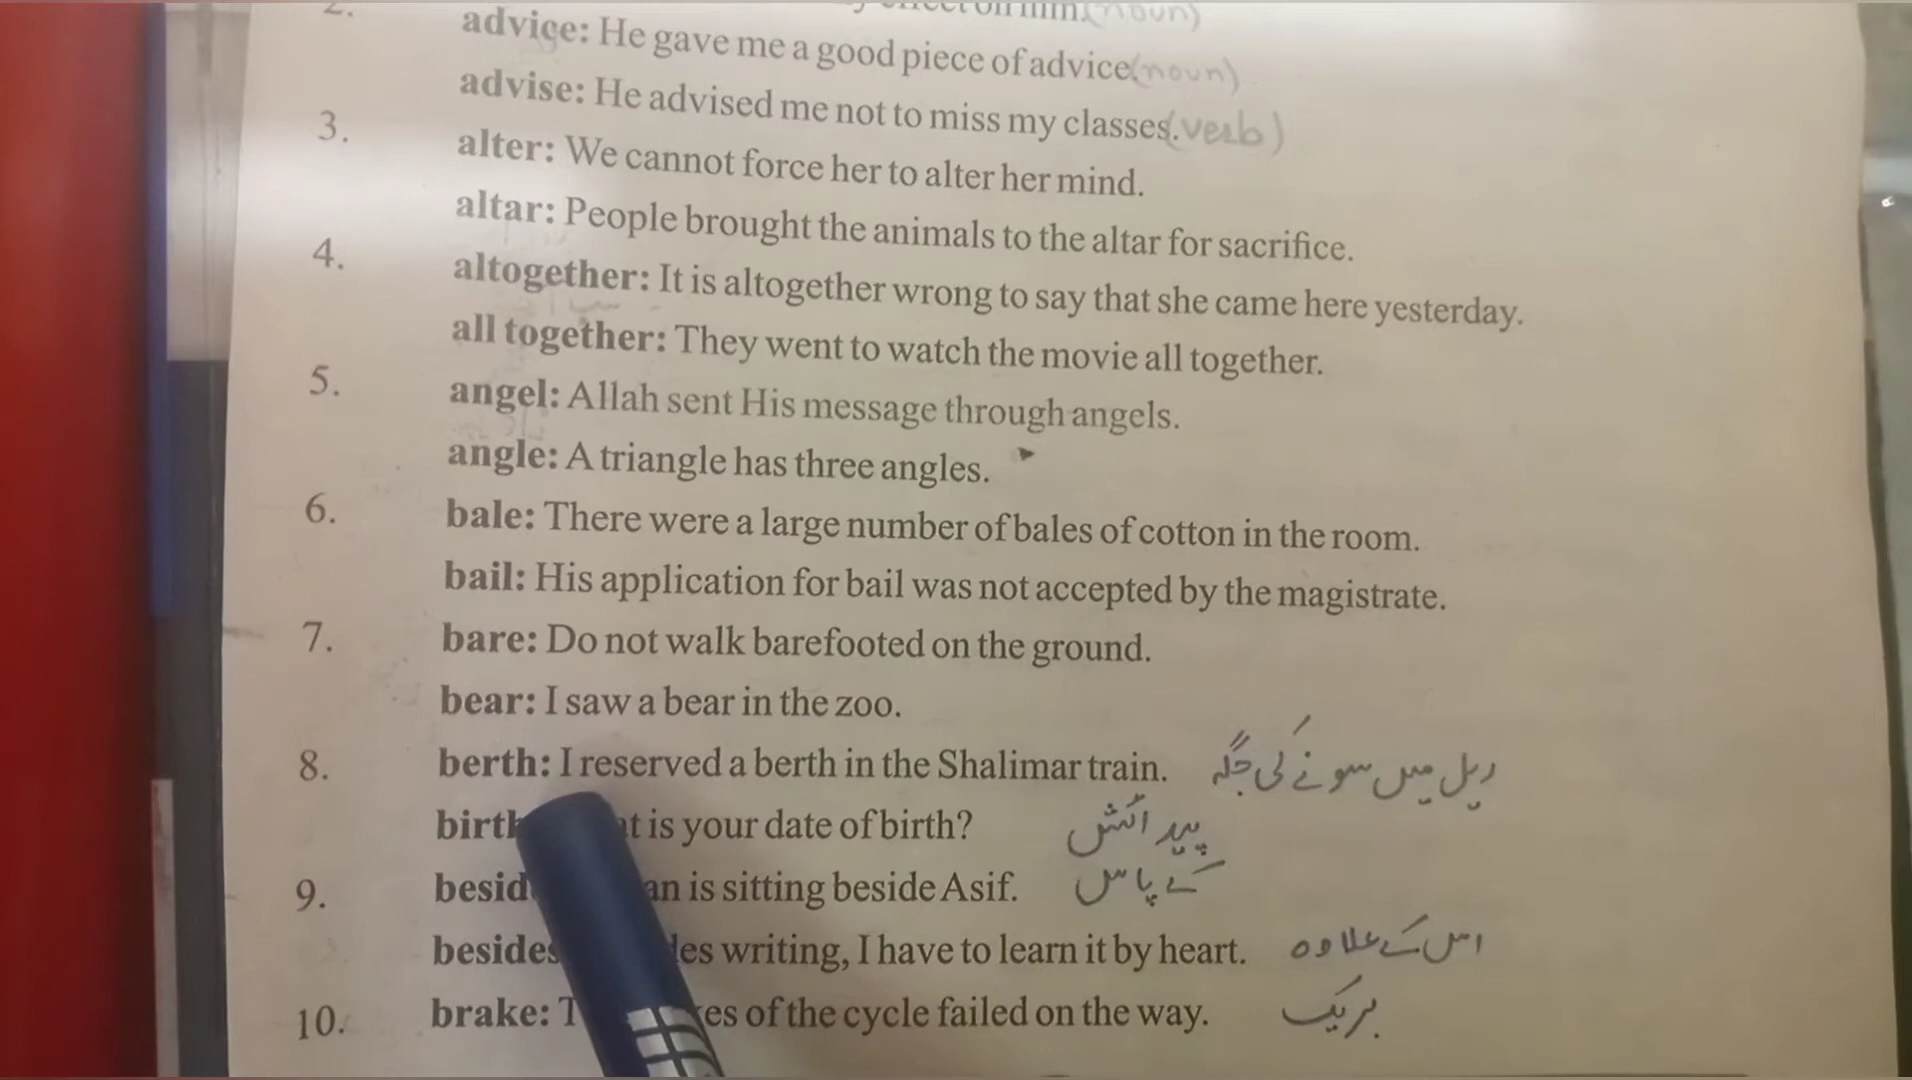 2. effect on him. (noun)
advice: He gave me a good piece of advice (noun)
advise: He advised me not to miss my classes. (verb)
3. alter: We cannot force her to alter her mind.
altar: People brought the animals to the altar for sacrifice.
4. altogether: It is altogether wrong to say that she came here yesterday.
all together: They went to watch the movie all together.
5. angel: Allah sent His message through angels.
angle: A triangle has three angles.
6. bale: There were a large number of bales of cotton in the room.
bail: His application for bail was not accepted by the magistrate.
7. bare: Do not walk barefooted on the ground.
bear: I saw a bear in the zoo.
8. berth: I reserved a berth in the Shalimar train. ریل میں سونے کی جگہ
birth is your date of birth? پیدائش
9. is sitting beside Asif. کے پاس
besides writing, I have to learn it by heart. اس کے علاوہ
10. brake: of the cycle failed on the way. بریک